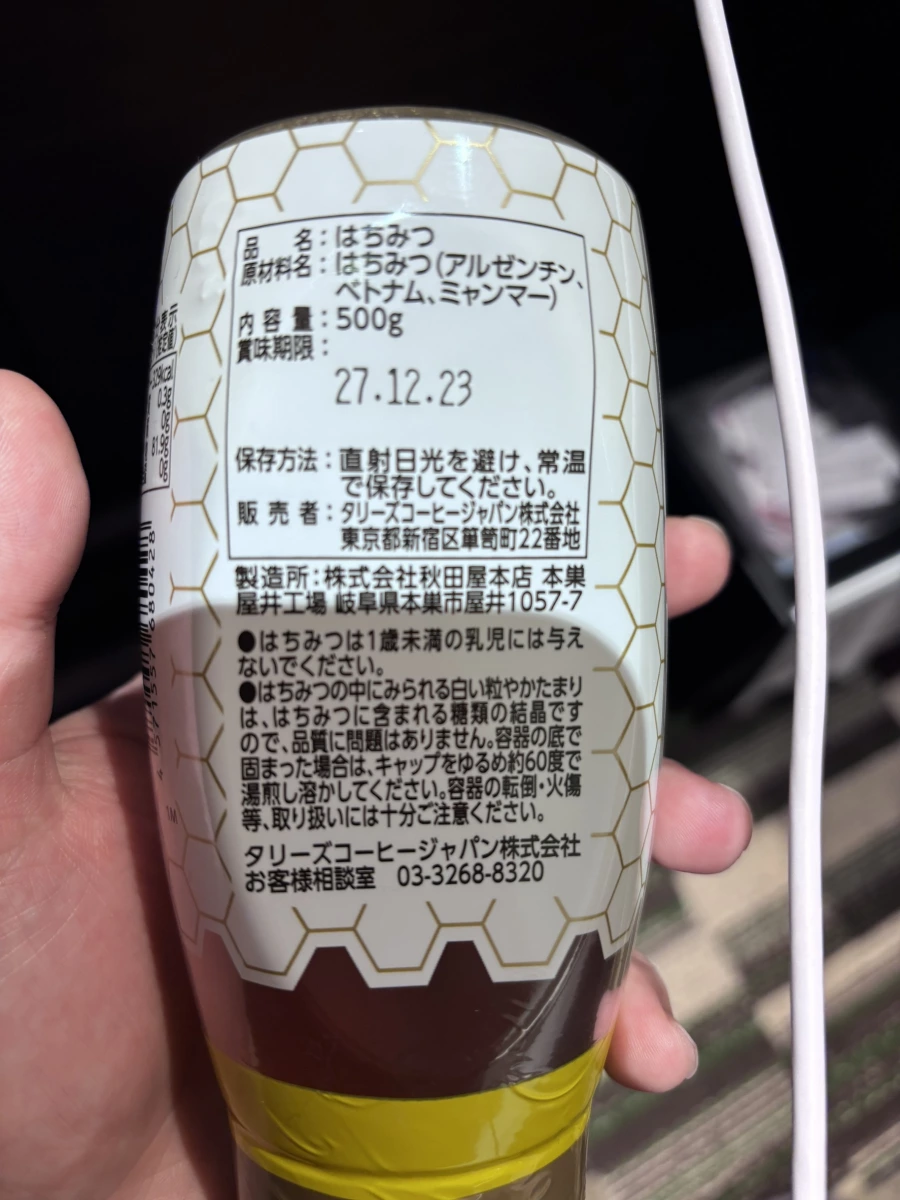 品名：はちみつ
原材料名：はちみつ（アルゼンチン、
ベトナム、ミャンマー）
内容量：500g
賞味期限：
27.12.23
保存方法：直射日光を避け、常温
で保存してください。
販売者：タリーズコーヒージャパン株式会社
東京都新宿区箪笥町22番地
製造所：株式会社秋田屋本店 本巣
屋井工場 岐阜県本巣市屋井1057-7
●はちみつは1歳未満の乳児には与え
ないでください。
●はちみつの中にみられる白い粒やかたまり
は、はちみつに含まれる糖類の結晶です
ので、品質に問題はありません。容器の底で
固まった場合は、キャップをゆるめ約60度で
湯煎し溶かしてください。容器の転倒・火傷
等、取り扱いには十分ご注意ください。
タリーズコーヒージャパン株式会社
お客様相談室 03-3268-8320
表示
329kcal
0.3g
0g
81.9g
0g
1M